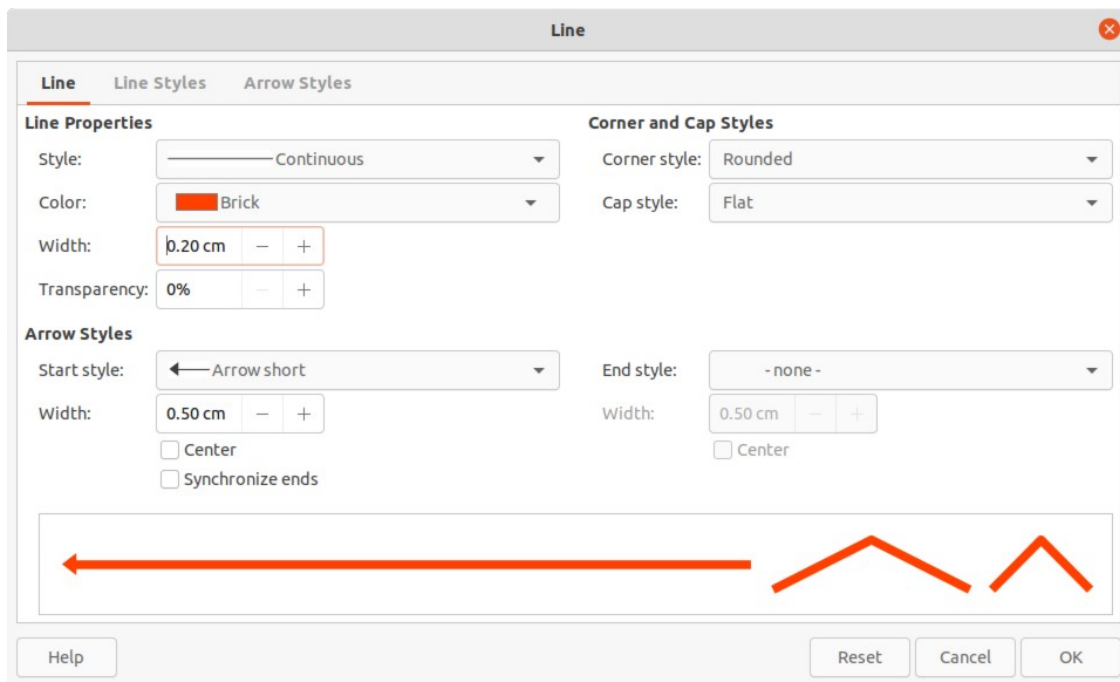 Line
Line Line Styles Arrow Styles
Line Properties
Style: Continuous
Color: Brick
Width: 0.20 cm
Transparency: 0%
Corner and Cap Styles
Corner style: Rounded
Cap style: Flat
Arrow Styles
Start style: Arrow short
Width: 0.50 cm
Center
Synchronize ends
End style: - none -
Width: 0.50 cm
Center
Help Reset Cancel OK